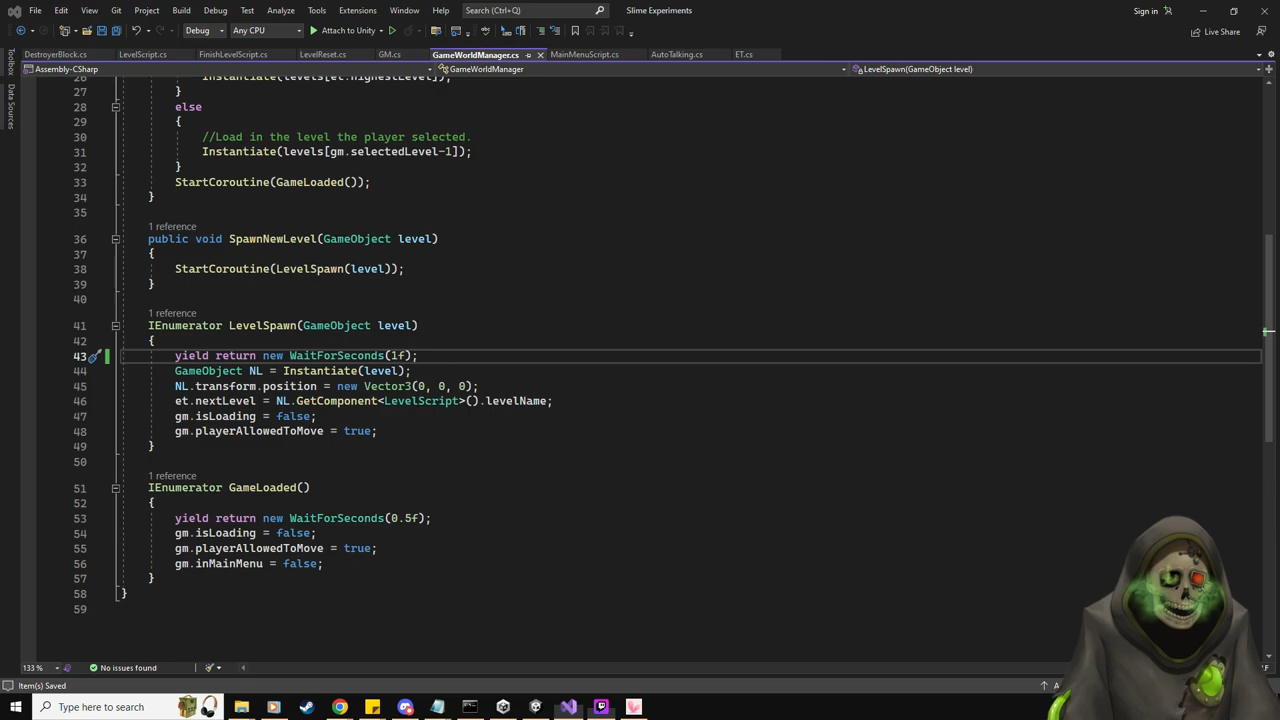 File Edit View Git Project Build Debug Test Analyze Tools Extensions Window Help Search (Ctrl+Q) Slime Experiments Sign in
Debug Any CPU Attach to Unity Live Share
DestroyerBlock.cs LevelScript.cs FinishLevelScript.cs LevelReset.cs GM.cs GameWorldManager.cs MainMenuScript.cs AutoTalking.cs ET.cs
Assembly-CSharp GameWorldManager LevelSpawn(GameObject level)
Toolbox
Data Sources
26 Instantiate(levels[et.highestLevel]);
27 }
28 else
29 {
30 //Load in the level the player selected.
31 Instantiate(levels[gm.selectedLevel-1]);
32 }
33 StartCoroutine(GameLoaded());
34 }
35
1 reference
36 public void SpawnNewLevel(GameObject level)
37 {
38 StartCoroutine(LevelSpawn(level));
39 }
40
1 reference
41 IEnumerator LevelSpawn(GameObject level)
42 {
43 yield return new WaitForSeconds(1f);
44 GameObject NL = Instantiate(level);
45 NL.transform.position = new Vector3(0, 0, 0);
46 et.nextLevel = NL.GetComponent<LevelScript>().levelName;
47 gm.isLoading = false;
48 gm.playerAllowedToMove = true;
49 }
50
1 reference
51 IEnumerator GameLoaded()
52 {
53 yield return new WaitForSeconds(0.5f);
54 gm.isLoading = false;
55 gm.playerAllowedToMove = true;
56 gm.inMainMenu = false;
57 }
58 }
59
133 % No issues found
Item(s) Saved
Type here to search